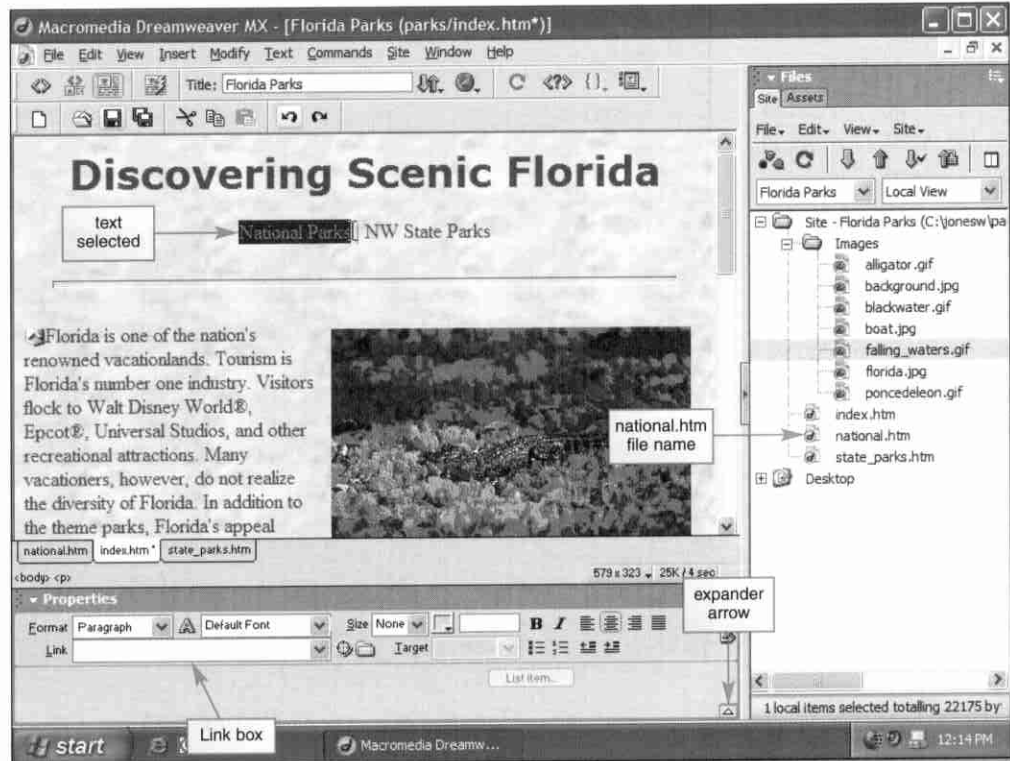 Macromedia Dreamweaver MX - [Florida Parks (parks/index.htm*)]
File Edit View Insert Modify Text Commands Site Window Help
Title: Florida Parks
Discovering Scenic Florida
text
selected
National Parks NW State Parks
Florida is one of the nation's
renowned vacationlands. Tourism is
Florida's number one industry. Visitors
flock to Walt Disney World®,
Epcot®, Universal Studios, and other
recreational attractions. Many
vacationers, however, do not realize
the diversity of Florida. In addition to
the theme parks, Florida's appeal
national.htm
file name
national.htm index.htm* state_parks.htm
<body> <p>
579 x 323 25K / 4 sec
expander
arrow
Properties
Format Paragraph Default Font Size None B I
Link Target
List Item...
Link box
Files
Site Assets
File Edit View Site
Florida Parks Local View
Site - Florida Parks (C:\jonesw\pa
Images
alligator.gif
background.jpg
blackwater.gif
boat.jpg
falling_waters.gif
florida.jpg
poncedeleon.gif
index.htm
national.htm
state_parks.htm
Desktop
1 local items selected totalling 22175 by
start
Macromedia Dreamw...
12:14 PM